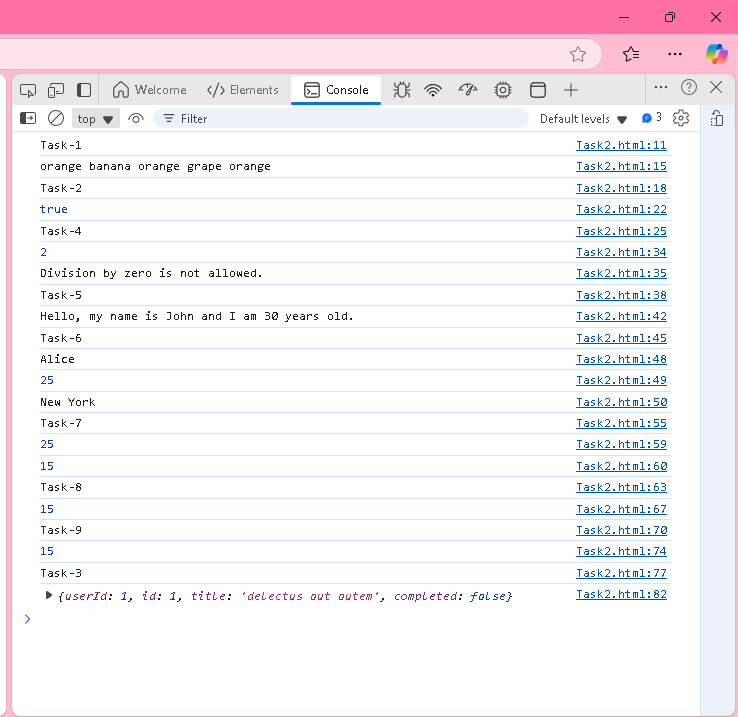 Welcome Elements Console
top Filter Default levels 3
Task-1 Task2.html:11
orange banana orange grape orange Task2.html:15
Task-2 Task2.html:18
true Task2.html:22
Task-4 Task2.html:25
2 Task2.html:34
Division by zero is not allowed. Task2.html:35
Task-5 Task2.html:38
Hello, my name is John and I am 30 years old. Task2.html:42
Task-6 Task2.html:45
Alice Task2.html:48
25 Task2.html:49
New York Task2.html:50
Task-7 Task2.html:55
25 Task2.html:59
15 Task2.html:60
Task-8 Task2.html:63
15 Task2.html:67
Task-9 Task2.html:70
15 Task2.html:74
Task-3 Task2.html:77
{userId: 1, id: 1, title: 'delectus aut autem', completed: false} Task2.html:82